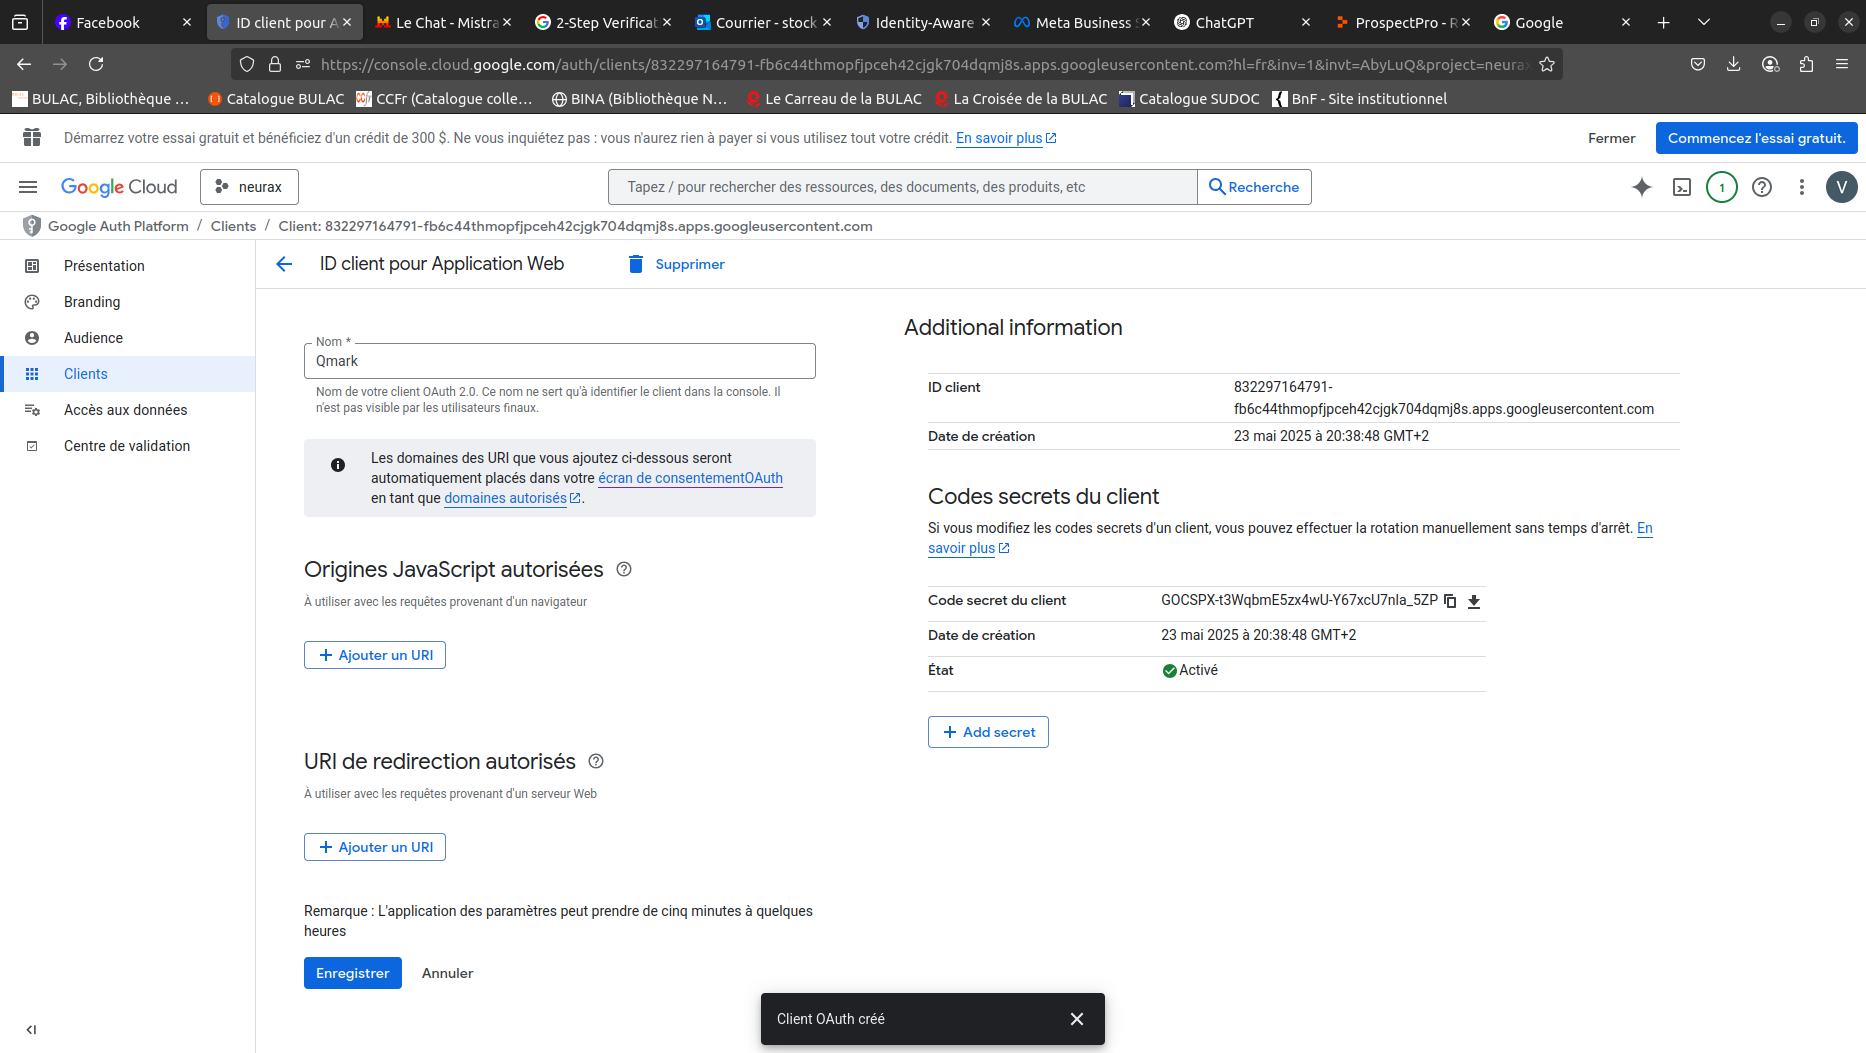 Facebook
ID client pour A
Le Chat - Mistra
2-Step Verificat
Courrier - stock
Identity-Aware
Meta Business S
ChatGPT
ProspectPro - R
Google
https://console.cloud.google.com/auth/clients/832297164791-fb6c44thmopfjpceh42cjgk704dqmj8s.apps.googleusercontent.com?hl=fr&inv=1&invt=AbyLuQ&project=neurax
BULAC, Bibliothèque …
Catalogue BULAC
CCFr (Catalogue colle…
BINA (Bibliothèque N…
Le Carreau de la BULAC
La Croisée de la BULAC
Catalogue SUDOC
BnF - Site institutionnel
Démarrez votre essai gratuit et bénéficiez d'un crédit de 300 $. Ne vous inquiétez pas : vous n'aurez rien à payer si vous utilisez tout votre crédit. En savoir plus
Fermer
Commencez l'essai gratuit.
Google Cloud
neurax
Tapez / pour rechercher des ressources, des documents, des produits, etc
Recherche
1
V
Google Auth Platform / Clients / Client: 832297164791-fb6c44thmopfjpceh42cjgk704dqmj8s.apps.googleusercontent.com
Présentation
Branding
Audience
Clients
Accès aux données
Centre de validation
ID client pour Application Web
Supprimer
Nom *
Qmark
Nom de votre client OAuth 2.0. Ce nom ne sert qu'à identifier le client dans la console. Il
n'est pas visible par les utilisateurs finaux.
Les domaines des URI que vous ajoutez ci-dessous seront
automatiquement placés dans votre écran de consentementOAuth
en tant que domaines autorisés.
Origines JavaScript autorisées
À utiliser avec les requêtes provenant d'un navigateur
+ Ajouter un URI
URI de redirection autorisés
À utiliser avec les requêtes provenant d'un serveur Web
+ Ajouter un URI
Remarque : L'application des paramètres peut prendre de cinq minutes à quelques
heures
Enregistrer
Annuler
Additional information
ID client
832297164791-
fb6c44thmopfjpceh42cjgk704dqmj8s.apps.googleusercontent.com
Date de création
23 mai 2025 à 20:38:48 GMT+2
Codes secrets du client
Si vous modifiez les codes secrets d'un client, vous pouvez effectuer la rotation manuellement sans temps d'arrêt. En
savoir plus
Code secret du client
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
Date de création
23 mai 2025 à 20:38:48 GMT+2
État
Activé
+ Add secret
Client OAuth créé